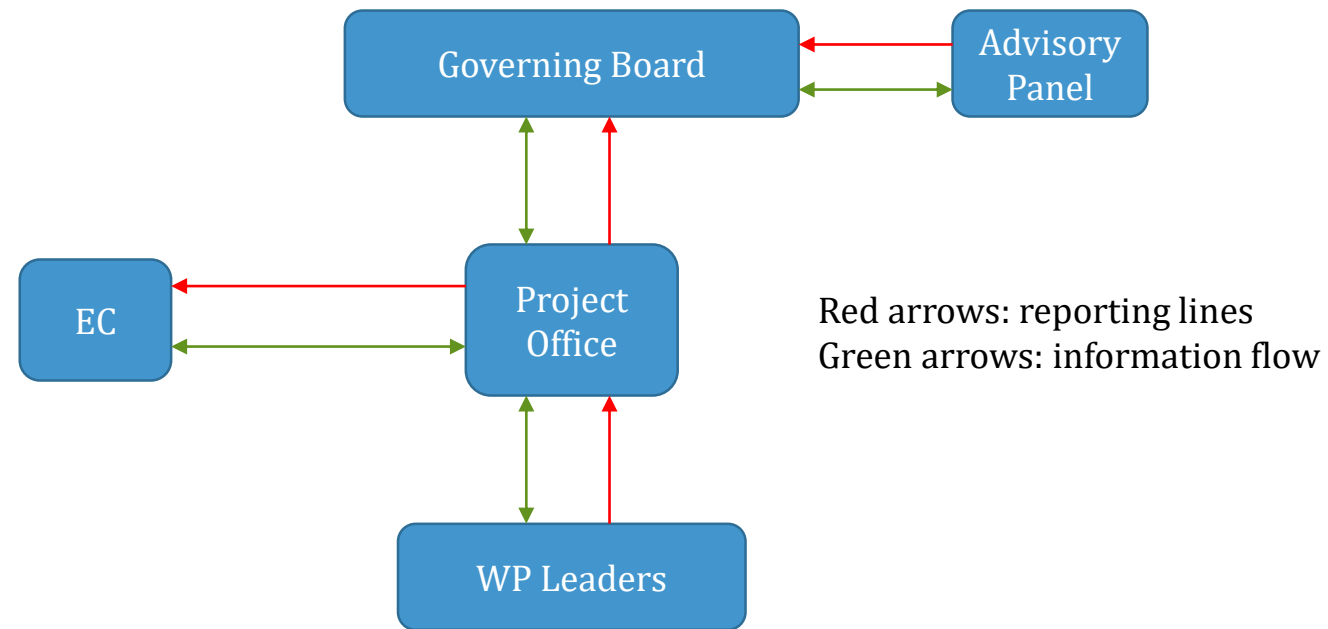 Governing Board
Advisory
Panel
EC
Project
Office
Red arrows: reporting lines
Green arrows: information flow
WP Leaders